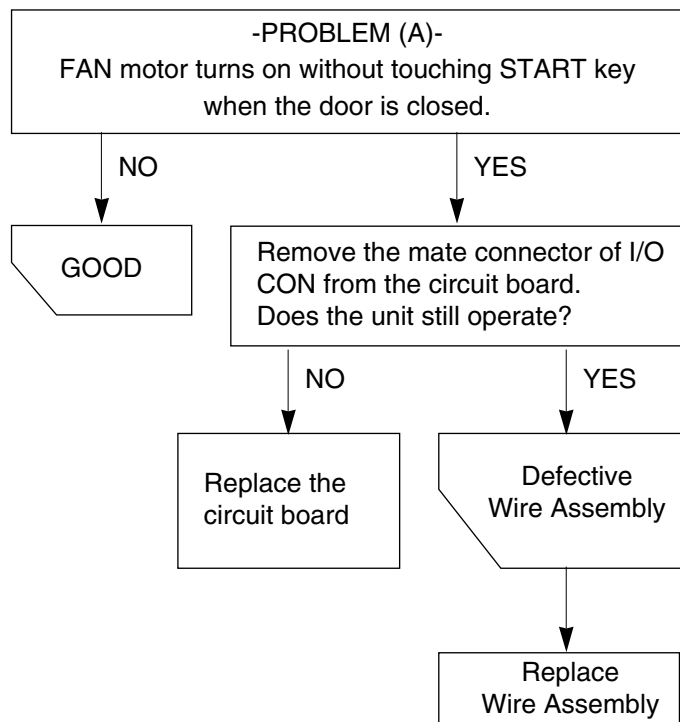 -PROBLEM (A)-
FAN motor turns on without touching START key
when the door is closed.
NO
YES
GOOD
Remove the mate connector of I/O
CON from the circuit board.
Does the unit still operate?
NO
YES
Replace the
circuit board
Defective
Wire Assembly
Replace
Wire Assembly